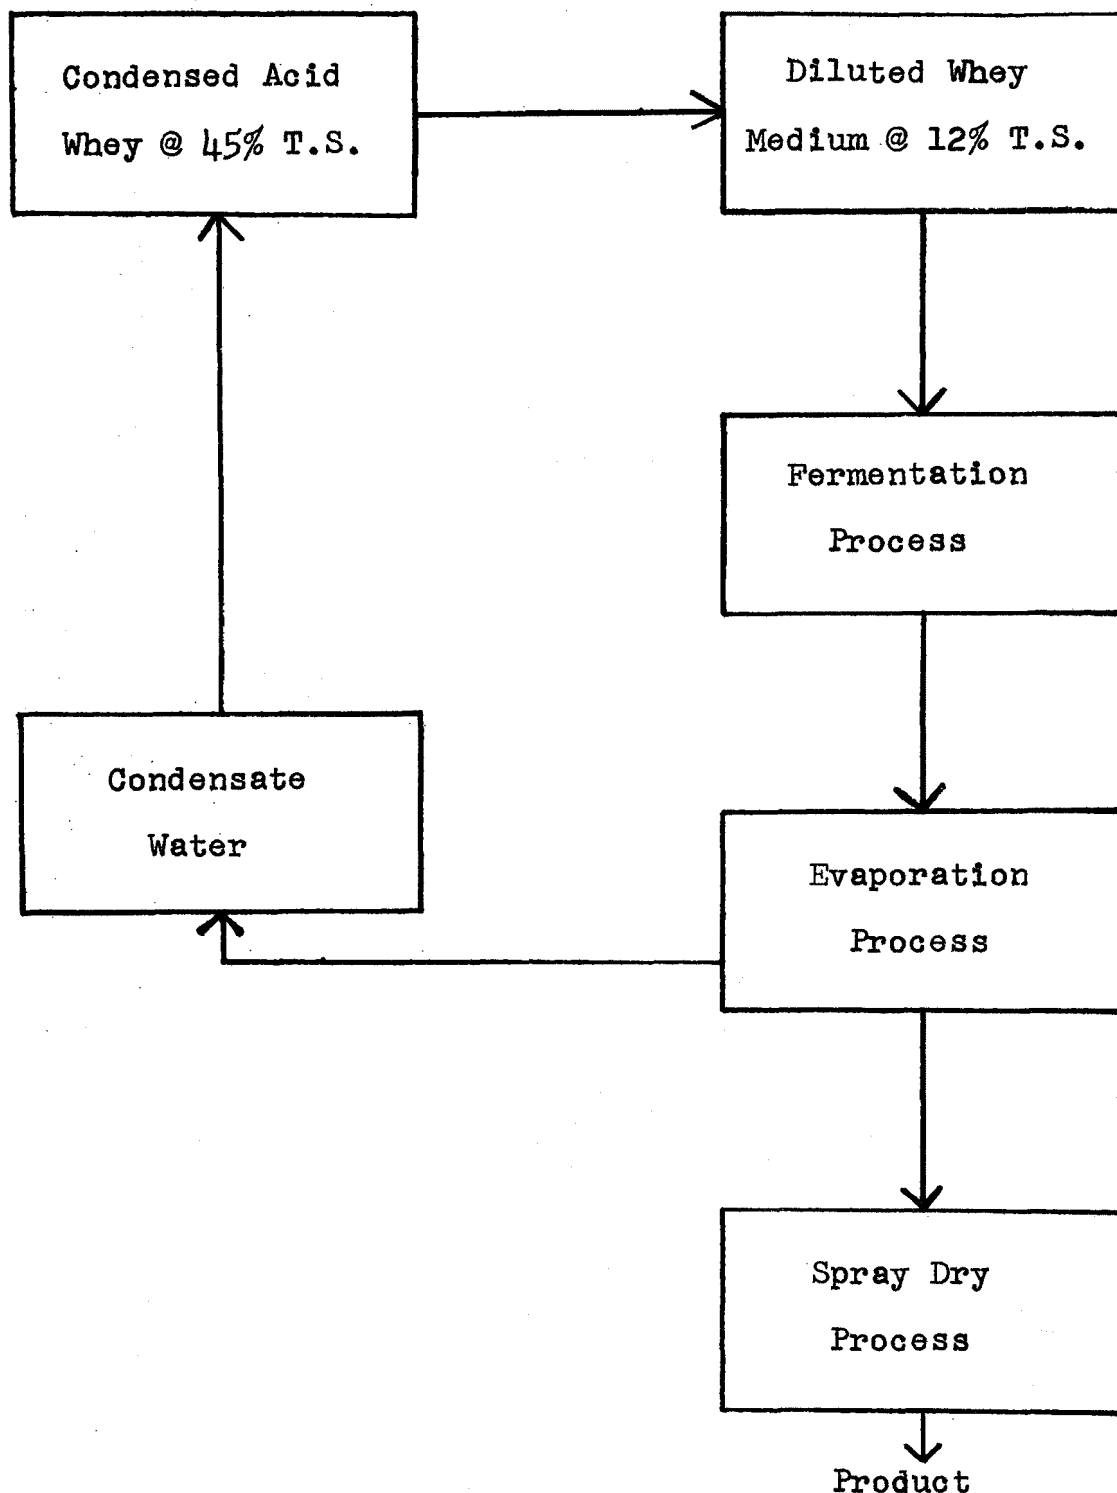 Condensed Acid
Whey @ 45% T.S.
Diluted Whey
Medium @ 12% T.S.
Fermentation
Process
Condensate
Water
Evaporation
Process
Spray Dry
Process
Product